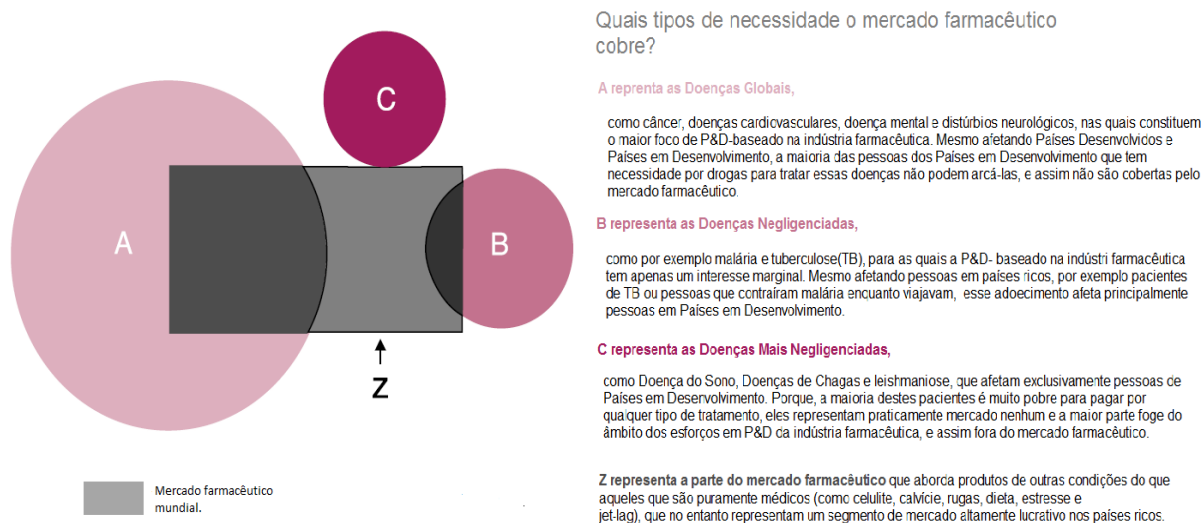 A
C
B
Z
Mercado farmacêutico
mundial.
Quais tipos de necessidade o mercado farmacêutico
cobre?
A reprenta as Doenças Globais,
como câncer, doenças cardiovasculares, doença mental e distúrbios neurológicos, nas quais constituem
o maior foco de P&D-baseado na indústria farmacêutica. Mesmo afetando Países Desenvolvidos e
Países em Desenvolvimento, a maioria das pessoas dos Países em Desenvolvimento que tem
necessidade por drogas para tratar essas doenças não podem arcá-las, e assim não são cobertas pelo
mercado farmacêutico.
B representa as Doenças Negligenciadas,
como por exemplo malária e tuberculose(TB), para as quais a P&D- baseado na indústri farmacêutica
tem apenas um interesse marginal. Mesmo afetando pessoas em países ricos, por exemplo pacientes
de TB ou pessoas que contraíram malária enquanto viajavam, esse adoecimento afeta principalmente
pessoas em Países em Desenvolvimento.
C representa as Doenças Mais Negligenciadas,
como Doença do Sono, Doenças de Chagas e leishmaniose, que afetam exclusivamente pessoas de
Países em Desenvolvimento. Porque, a maioria destes pacientes é muito pobre para pagar por
qualquer tipo de tratamento, eles representam praticamente mercado nenhum e a maior parte foge do
âmbito dos esforços em P&D da indústria farmacêutica, e assim fora do mercado farmacêutico.
Z representa a parte do mercado farmacêutico que aborda produtos de outras condições do que
aqueles que são puramente médicos (como celulite, calvície, rugas, dieta, estresse e
jet-lag), que no entanto representam um segmento de mercado altamente lucrativo nos países ricos.